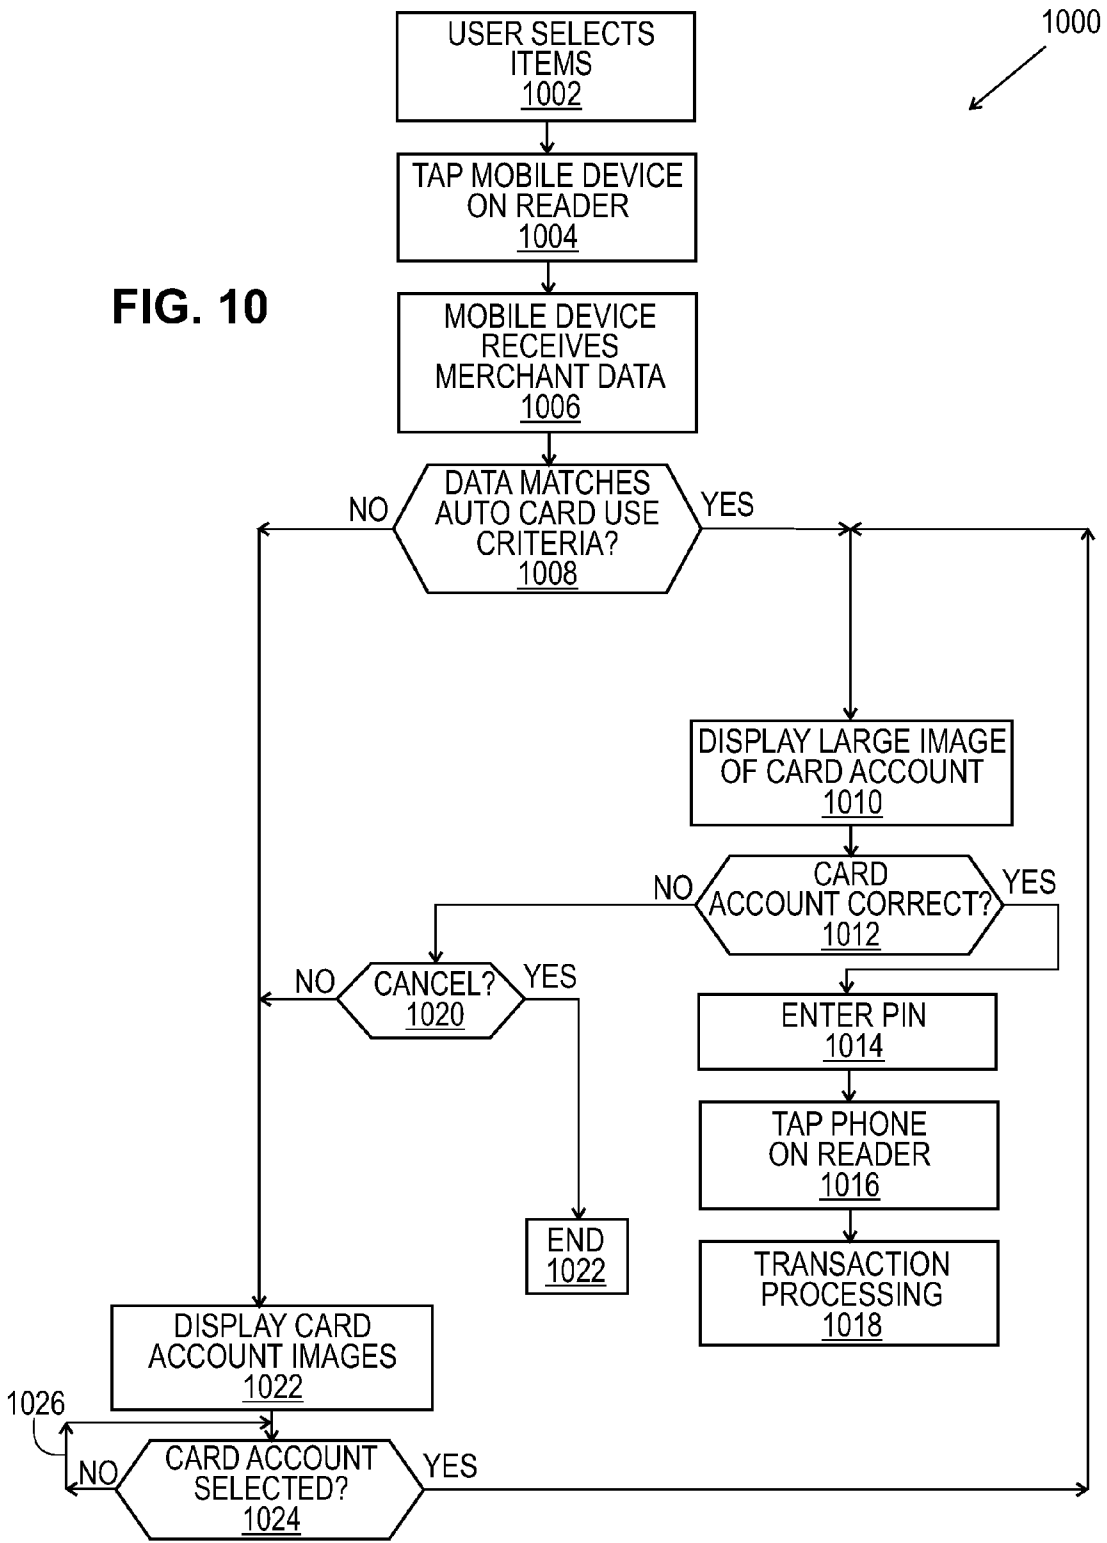 USER SELECTS
ITEMS
1002
1000
TAP MOBILE DEVICE
ON READER
1004
FIG. 10
MOBILE DEVICE
RECEIVES
MERCHANT DATA
1006
NO
DATA MATCHES
AUTO CARD USE
CRITERIA?
1008
YES
DISPLAY LARGE IMAGE
OF CARD ACCOUNT
1010
NO
CARD
ACCOUNT CORRECT?
1012
YES
NO
CANCEL?
1020
YES
ENTER PIN
1014
TAP PHONE
ON READER
1016
END
1022
TRANSACTION
PROCESSING
1018
DISPLAY CARD
ACCOUNT IMAGES
1022
1026
NO
CARD ACCOUNT
SELECTED?
1024
YES